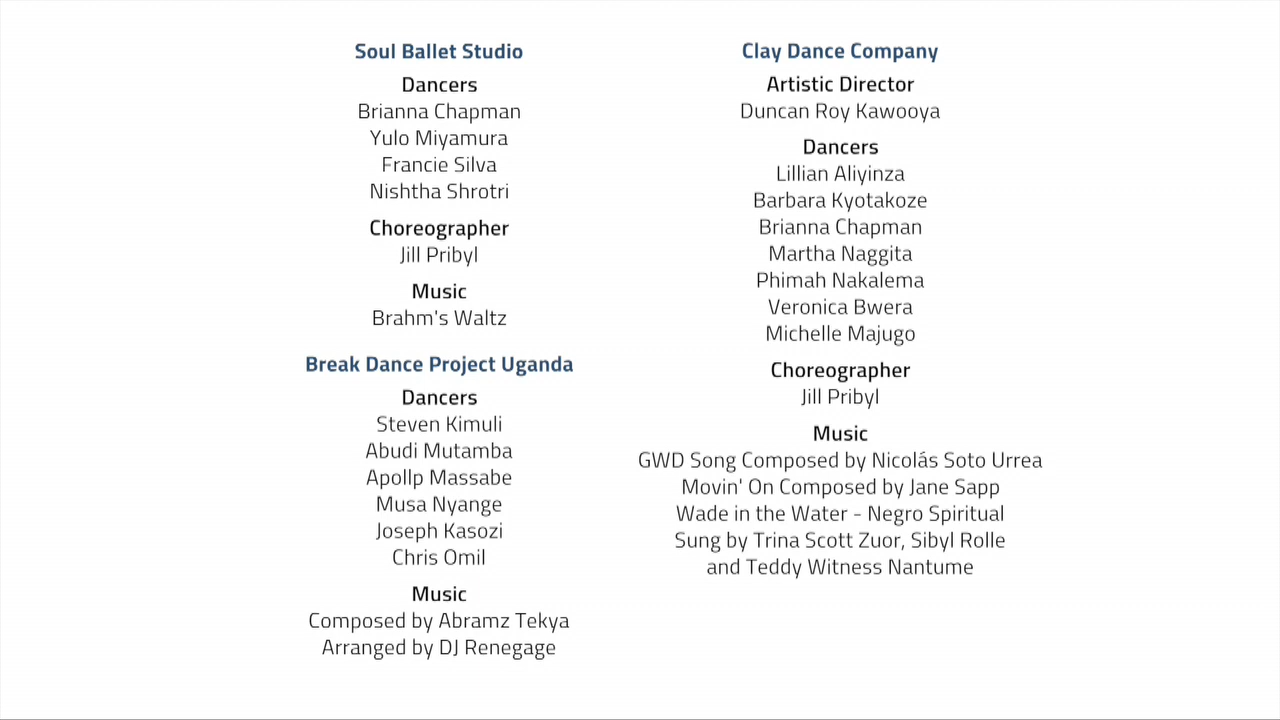 Soul Ballet Studio
Dancers
Brianna Chapman
Yulo Miyamura
Francie Silva
Nishtha Shrotri
Choreographer
Jill Pribyl
Music
Brahm's Waltz
Break Dance Project Uganda
Dancers
Steven Kimuli
Abudi Mutamba
Apollp Massabe
Musa Nyange
Joseph Kasozi
Chris Omil
Music
Composed by Abramz Tekya
Arranged by DJ Renegage
Clay Dance Company
Artistic Director
Duncan Roy Kawooya
Dancers
Lillian Aliyinza
Barbara Kyotakoze
Brianna Chapman
Martha Naggita
Phimah Nakalema
Veronica Bwera
Michelle Majugo
Choreographer
Jill Pribyl
Music
GWD Song Composed by Nicolás Soto Urrea
Movin' On Composed by Jane Sapp
Wade in the Water - Negro Spiritual
Sung by Trina Scott Zuor, Sibyl Rolle
and Teddy Witness Nantume